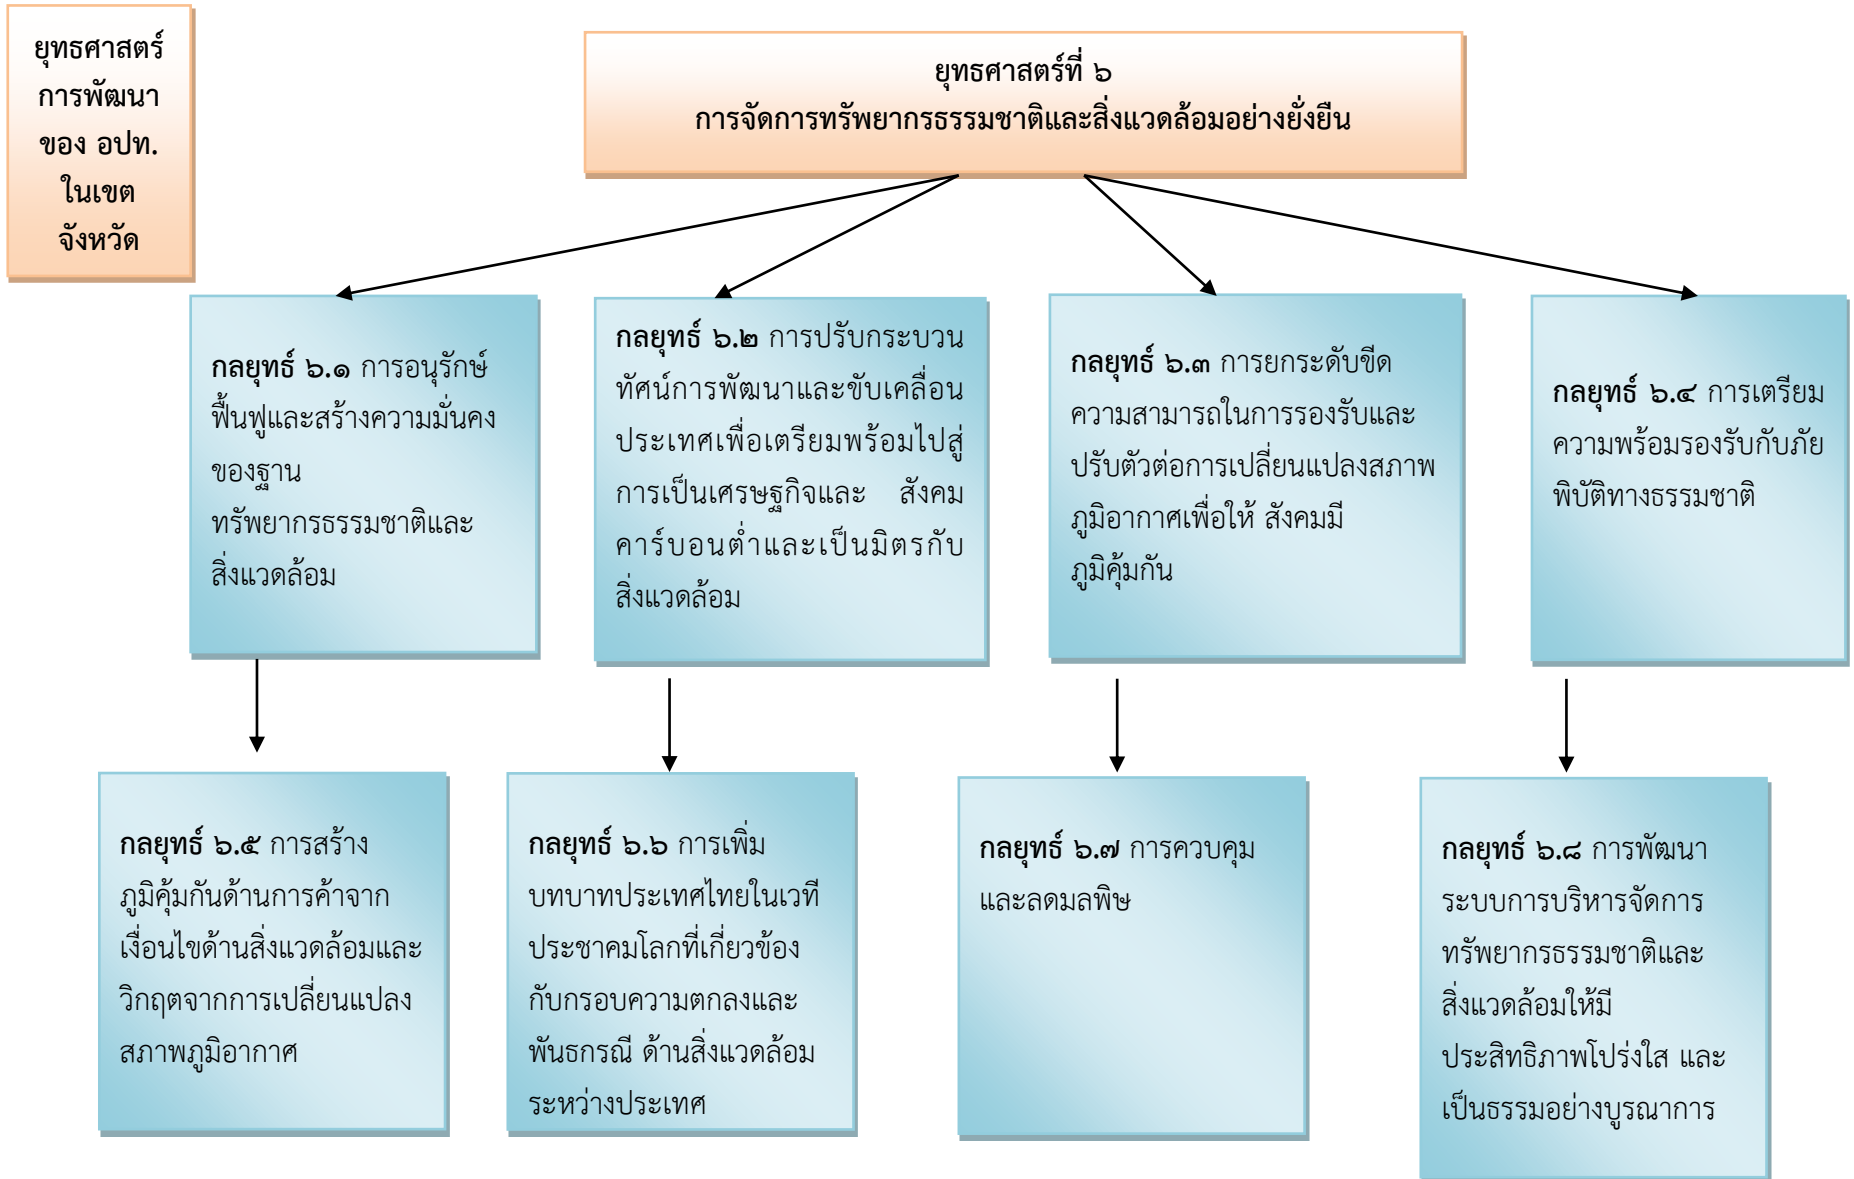 ยุทธศาสตร์
การพัฒนา
ของ อปท.
ในเขต
จังหวัด
ยุทธศาสตร์ที่ ๖
การจัดการทรัพยากรธรรมชาติและสิ่งแวดล้อมอย่างยั่งยืน
กลยุทธ์ ๖.๑ การอนุรักษ์
ฟื้นฟูและสร้างความมั่นคง
ของฐาน
ทรัพยากรธรรมชาติและ
สิ่งแวดล้อม
กลยุทธ์ ๖.๒ การปรับกระบวน
ทัศน์การพัฒนาและขับเคลื่อน
ประเทศเพื่อเตรียมพร้อมไปสู่
การเป็นเศรษฐกิจและ สังคม
คาร์บอนต่ำและเป็นมิตรกับ
สิ่งแวดล้อม
กลยุทธ์ ๖.๓ การยกระดับขีด
ความสามารถในการรองรับและ
ปรับตัวต่อการเปลี่ยนแปลงสภาพ
ภูมิอากาศเพื่อให้ สังคมมี
ภูมิคุ้มกัน
กลยุทธ์ ๖.๔ การเตรียม
ความพร้อมรองรับกับภัย
พิบัติทางธรรมชาติ
กลยุทธ์ ๖.๕ การสร้าง
ภูมิคุ้มกันด้านการค้าจาก
เงื่อนไขด้านสิ่งแวดล้อมและ
วิกฤตจากการเปลี่ยนแปลง
สภาพภูมิอากาศ
กลยุทธ์ ๖.๖ การเพิ่ม
บทบาทประเทศไทยในเวที
ประชาคมโลกที่เกี่ยวข้อง
กับกรอบความตกลงและ
พันธกรณี ด้านสิ่งแวดล้อม
ระหว่างประเทศ
กลยุทธ์ ๖.๗ การควบคุม
และลดมลพิษ
กลยุทธ์ ๖.๘ การพัฒนา
ระบบการบริหารจัดการ
ทรัพยากรธรรมชาติและ
สิ่งแวดล้อมให้มี
ประสิทธิภาพโปร่งใส และ
เป็นธรรมอย่างบูรณาการ